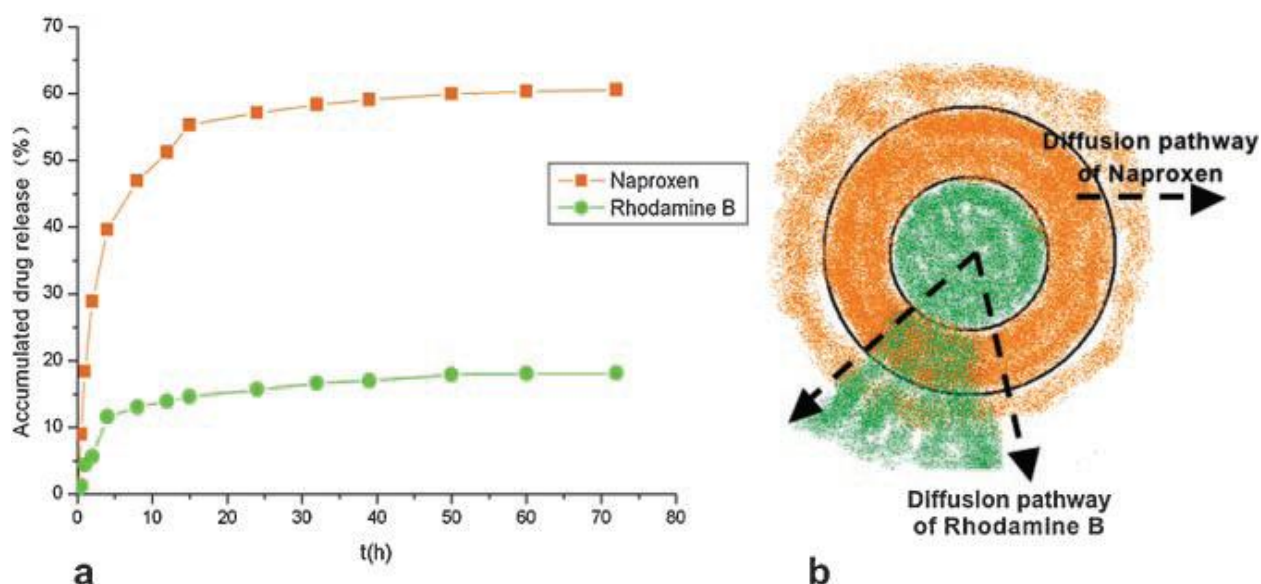 70
60
50
40
30
20
10
0
Accumulated drug release (%)
Naproxen
Rhodamine B
0 10 20 30 40 50 60 70 80
t(h)
a
Diffusion pathway
of Naproxen
Diffusion pathway
of Rhodamine B
b